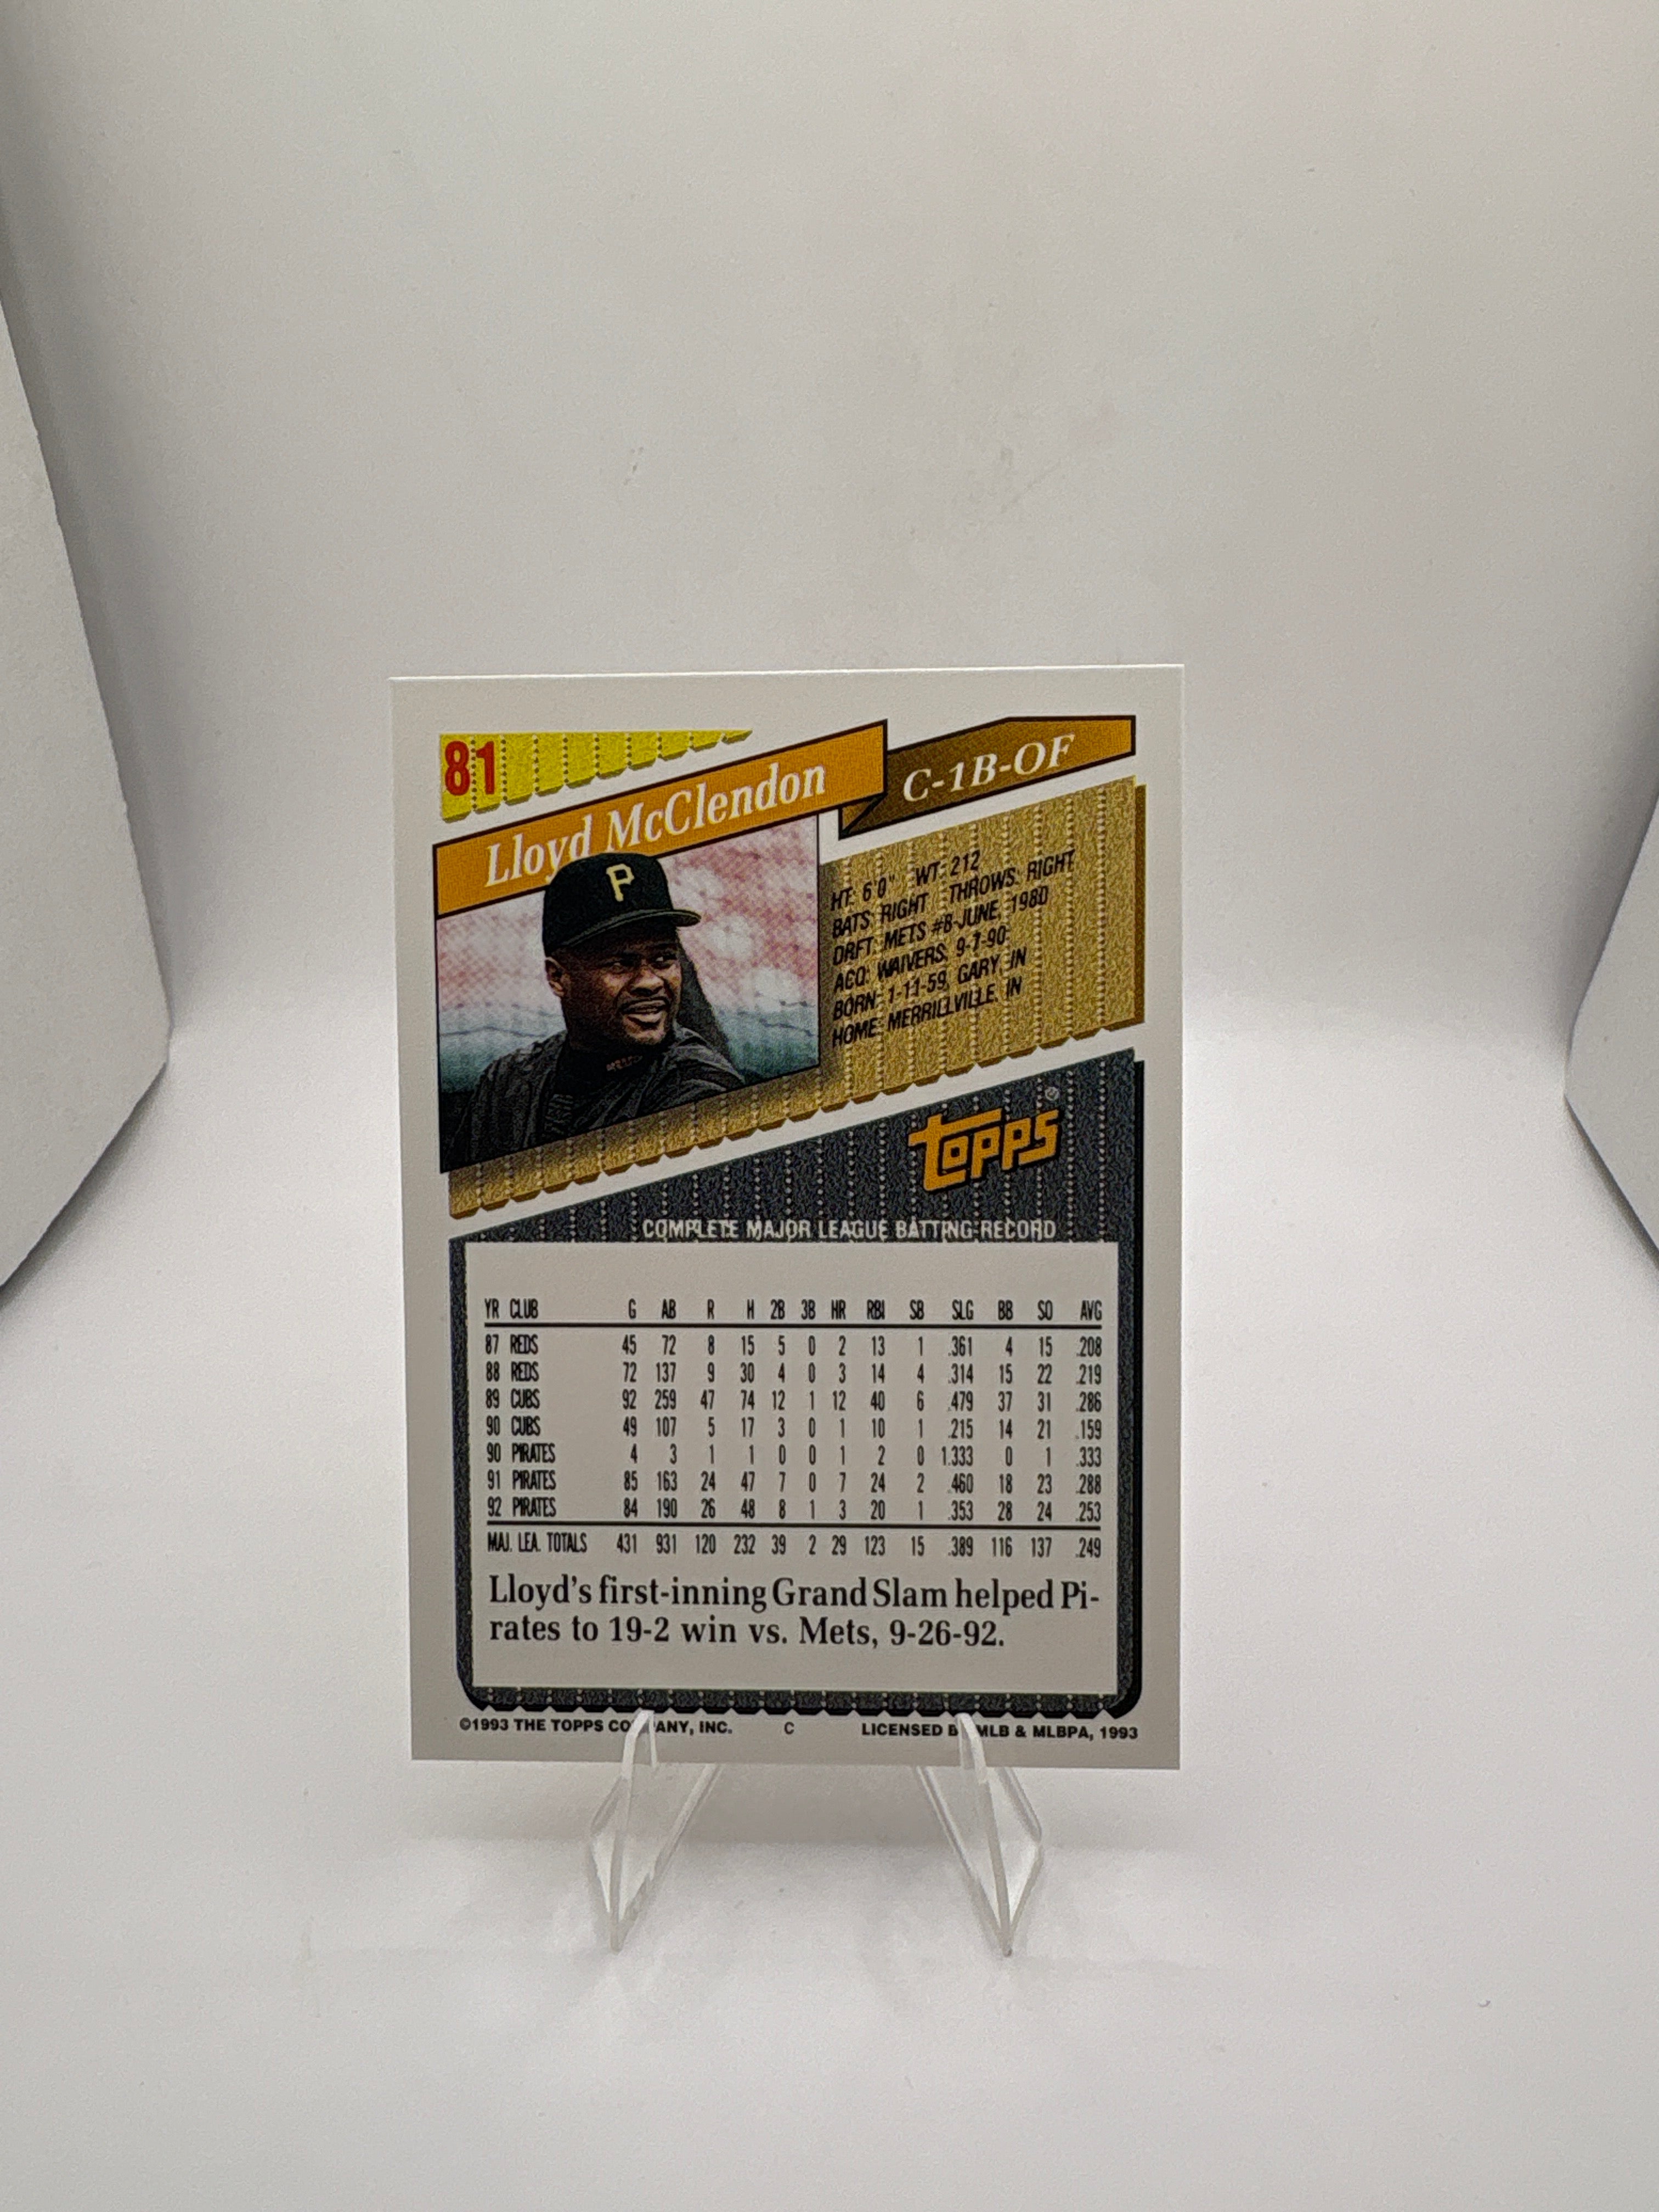 81
Lloyd McClendon
C-1B-OF
P
HT: 6'0" WT: 212
BATS: RIGHT THROWS: RIGHT
DRFT: METS #8-JUNE, 1980
ACQ: WAIVERS, 9-7-90
BORN: 1-11-59, GARY, IN
HOME: MERRILLVILLE, IN
TOPPS®
COMPLETE MAJOR LEAGUE BATTING RECORD
YR CLUB G AB R H 2B 3B HR RBI SB SLG BB SO AVG
87 REDS 45 72 8 15 5 0 2 13 1 .361 4 15 .208
88 REDS 72 137 9 30 4 0 3 14 4 .314 15 22 .219
89 CUBS 92 259 47 74 12 1 12 40 6 .479 37 31 .286
90 CUBS 49 107 5 17 3 0 1 10 1 .215 14 21 .159
90 PIRATES 4 3 1 1 0 0 1 2 0 1.333 0 1 .333
91 PIRATES 85 163 24 47 7 0 7 24 2 .460 18 23 .288
92 PIRATES 84 190 26 48 8 1 3 20 1 .353 28 24 .253
MAJ. LEA. TOTALS 431 931 120 232 39 2 29 123 15 .389 116 137 .249
Lloyd's first-inning Grand Slam helped Pi-
rates to 19-2 win vs. Mets, 9-26-92.
©1993 THE TOPPS COMPANY, INC. C LICENSED BY MLB & MLBPA, 1993